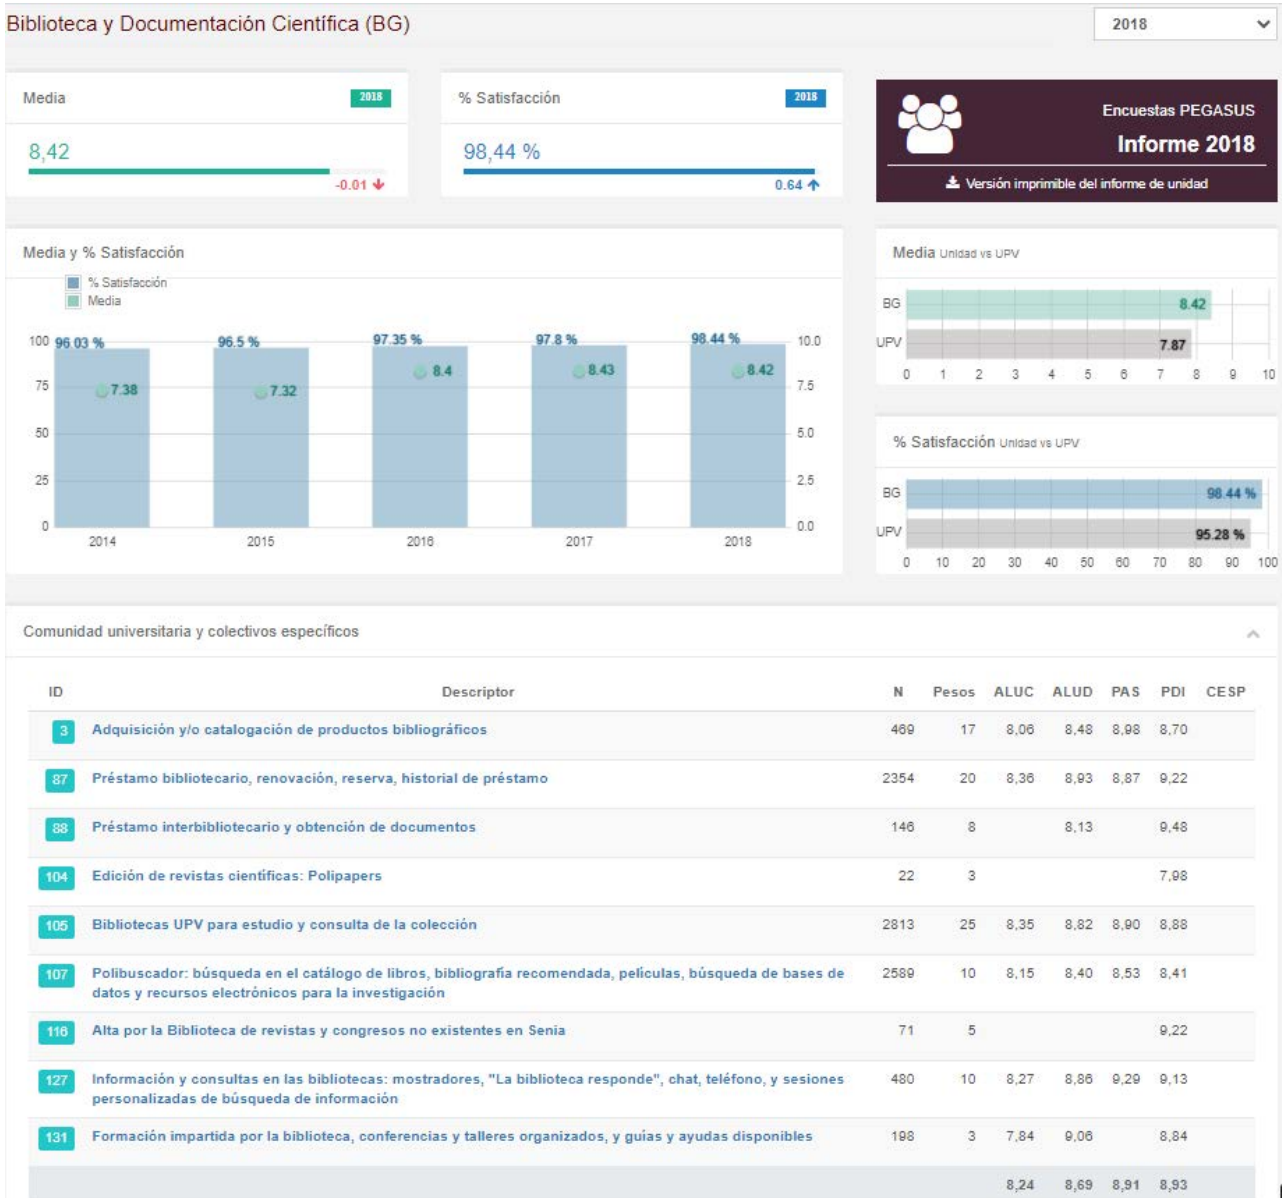 Biblioteca y Documentación Científica (BG)
2018
Media
2018
8,42
-0.01
% Satisfacción
2018
98,44 %
0.64
Encuestas PEGASUS
Informe 2018
Versión imprimible del informe de unidad
Media y % Satisfacción
% Satisfacción
Media
100 96.03 % 96.5 % 97.35 % 97.8 % 98.44 % 10.0
75 7.38 7.32 8.4 8.43 8.42 7.5
50 5.0
25 2.5
0 0.0
2014 2015 2016 2017 2018
Media Unidad vs UPV
BG 8.42
UPV 7.87
0 1 2 3 4 5 6 7 8 9 10
% Satisfacción Unidad vs UPV
BG 98.44 %
UPV 95.28 %
0 10 20 30 40 50 60 70 80 90 100
Comunidad universitaria y colectivos específicos
ID Descriptor N Pesos ALUC ALUD PAS PDI CESP
3 Adquisición y/o catalogación de productos bibliográficos 469 17 8,06 8,48 8,98 8,70
87 Préstamo bibliotecario, renovación, reserva, historial de préstamo 2354 20 8,36 8,93 8,87 9,22
88 Préstamo interbibliotecario y obtención de documentos 146 8 8,13 9,48
104 Edición de revistas científicas: Polipapers 22 3 7,98
105 Bibliotecas UPV para estudio y consulta de la colección 2813 25 8,35 8,82 8,90 8,88
107 Polibuscador: búsqueda en el catálogo de libros, bibliografía recomendada, películas, búsqueda de bases de 2589 10 8,15 8,40 8,53 8,41
datos y recursos electrónicos para la investigación
116 Alta por la Biblioteca de revistas y congresos no existentes en Senia 71 5 9,22
127 Información y consultas en las bibliotecas: mostradores, "La biblioteca responde", chat, teléfono, y sesiones 480 10 8,27 8,86 9,29 9,13
personalizadas de búsqueda de información
131 Formación impartida por la biblioteca, conferencias y talleres organizados, y guías y ayudas disponibles 198 3 7,84 9,06 8,84
8,24 8,69 8,91 8,93